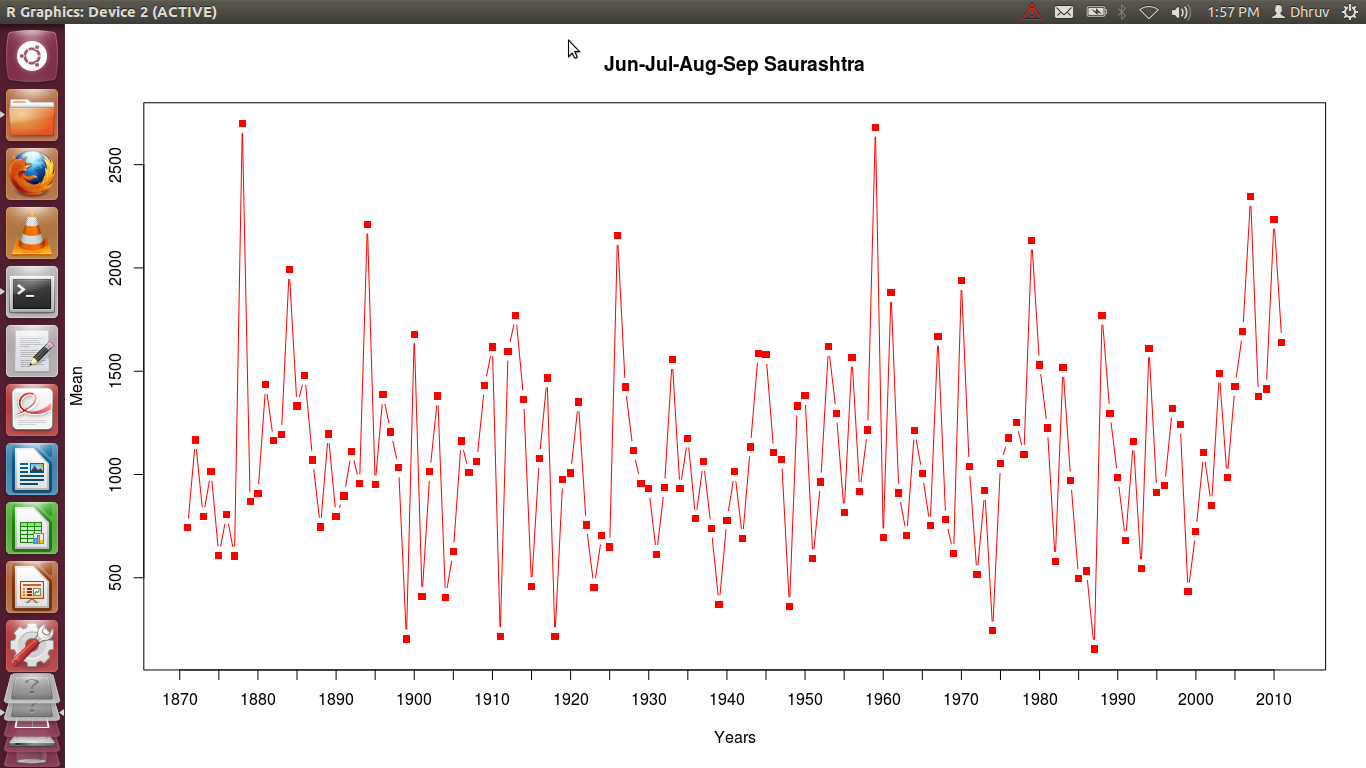 R Graphics: Device 2 (ACTIVE)
1:57 PM
Dhruv
Jun-Jul-Aug-Sep Saurashtra
2500
2000
1500
1000
500
Mean
1870 1880 1890 1900 1910 1920 1930 1940 1950 1960 1970 1980 1990 2000 2010
Years
>_
?
?